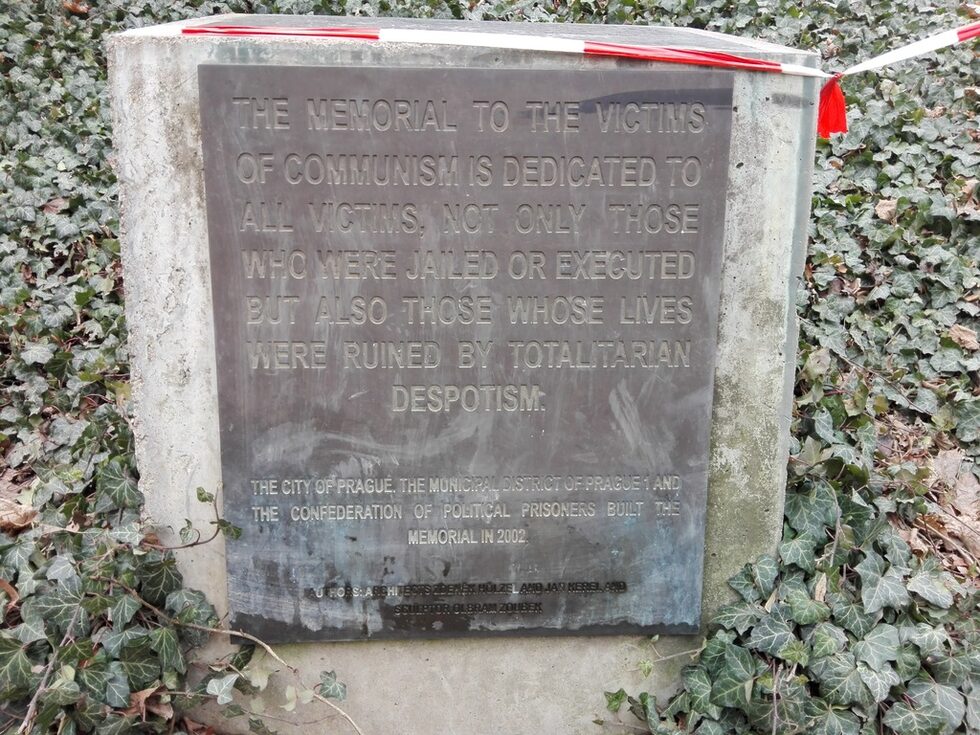 THE MEMORIAL TO THE VICTIMS
OF COMMUNISM IS DEDICATED TO
ALL VICTIMS, NOT ONLY THOSE
WHO WERE JAILED OR EXECUTED
BUT ALSO THOSE WHOSE LIVES
WERE RUINED BY TOTALITARIAN
DESPOTISM.
THE CITY OF PRAGUE, THE MUNICIPAL DISTRICT OF PRAGUE 1 AND
THE CONFEDERATION OF POLITICAL PRISONERS BUILT THE
MEMORIAL IN 2002.
AUTHORS: ARCHITECTS ZDENĚK HÖLZEL AND JAN KEREL AND
SCULPTOR OLBRAM ZOUBEK